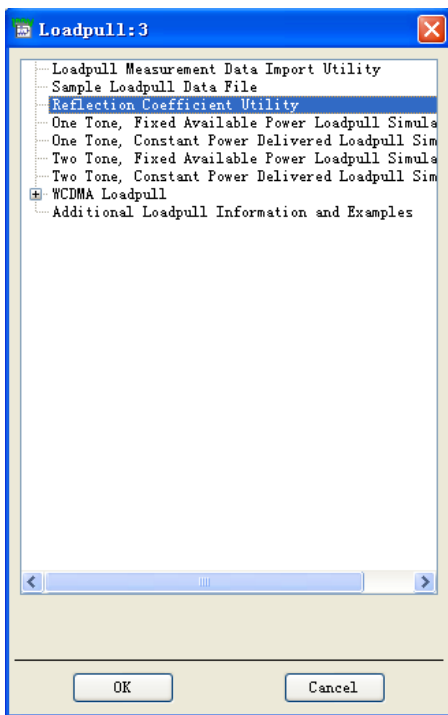 Loadpull:3
Loadpull Measurement Data Import Utility
Sample Loadpull Data File
Reflection Coefficient Utility
One Tone, Fixed Available Power Loadpull Simula
One Tone, Constant Power Delivered Loadpull Sim
Two Tone, Fixed Available Power Loadpull Simula
Two Tone, Constant Power Delivered Loadpull Sim
WCDMA Loadpull
Additional Loadpull Information and Examples
OK Cancel